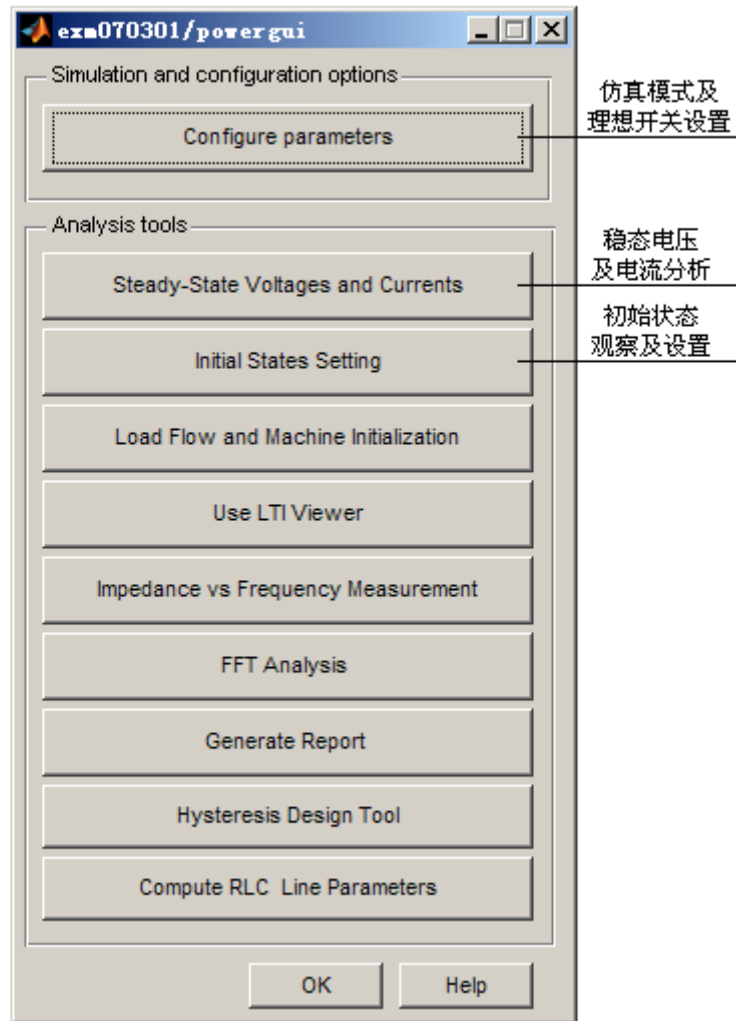 exm070301/powergui
Simulation and configuration options
Configure parameters
仿真模式及
理想开关设置
Analysis tools
Steady-State Voltages and Currents
稳态电压
及电流分析
Initial States Setting
初始状态
观察及设置
Load Flow and Machine Initialization
Use LTI Viewer
Impedance vs Frequency Measurement
FFT Analysis
Generate Report
Hysteresis Design Tool
Compute RLC Line Parameters
OK Help